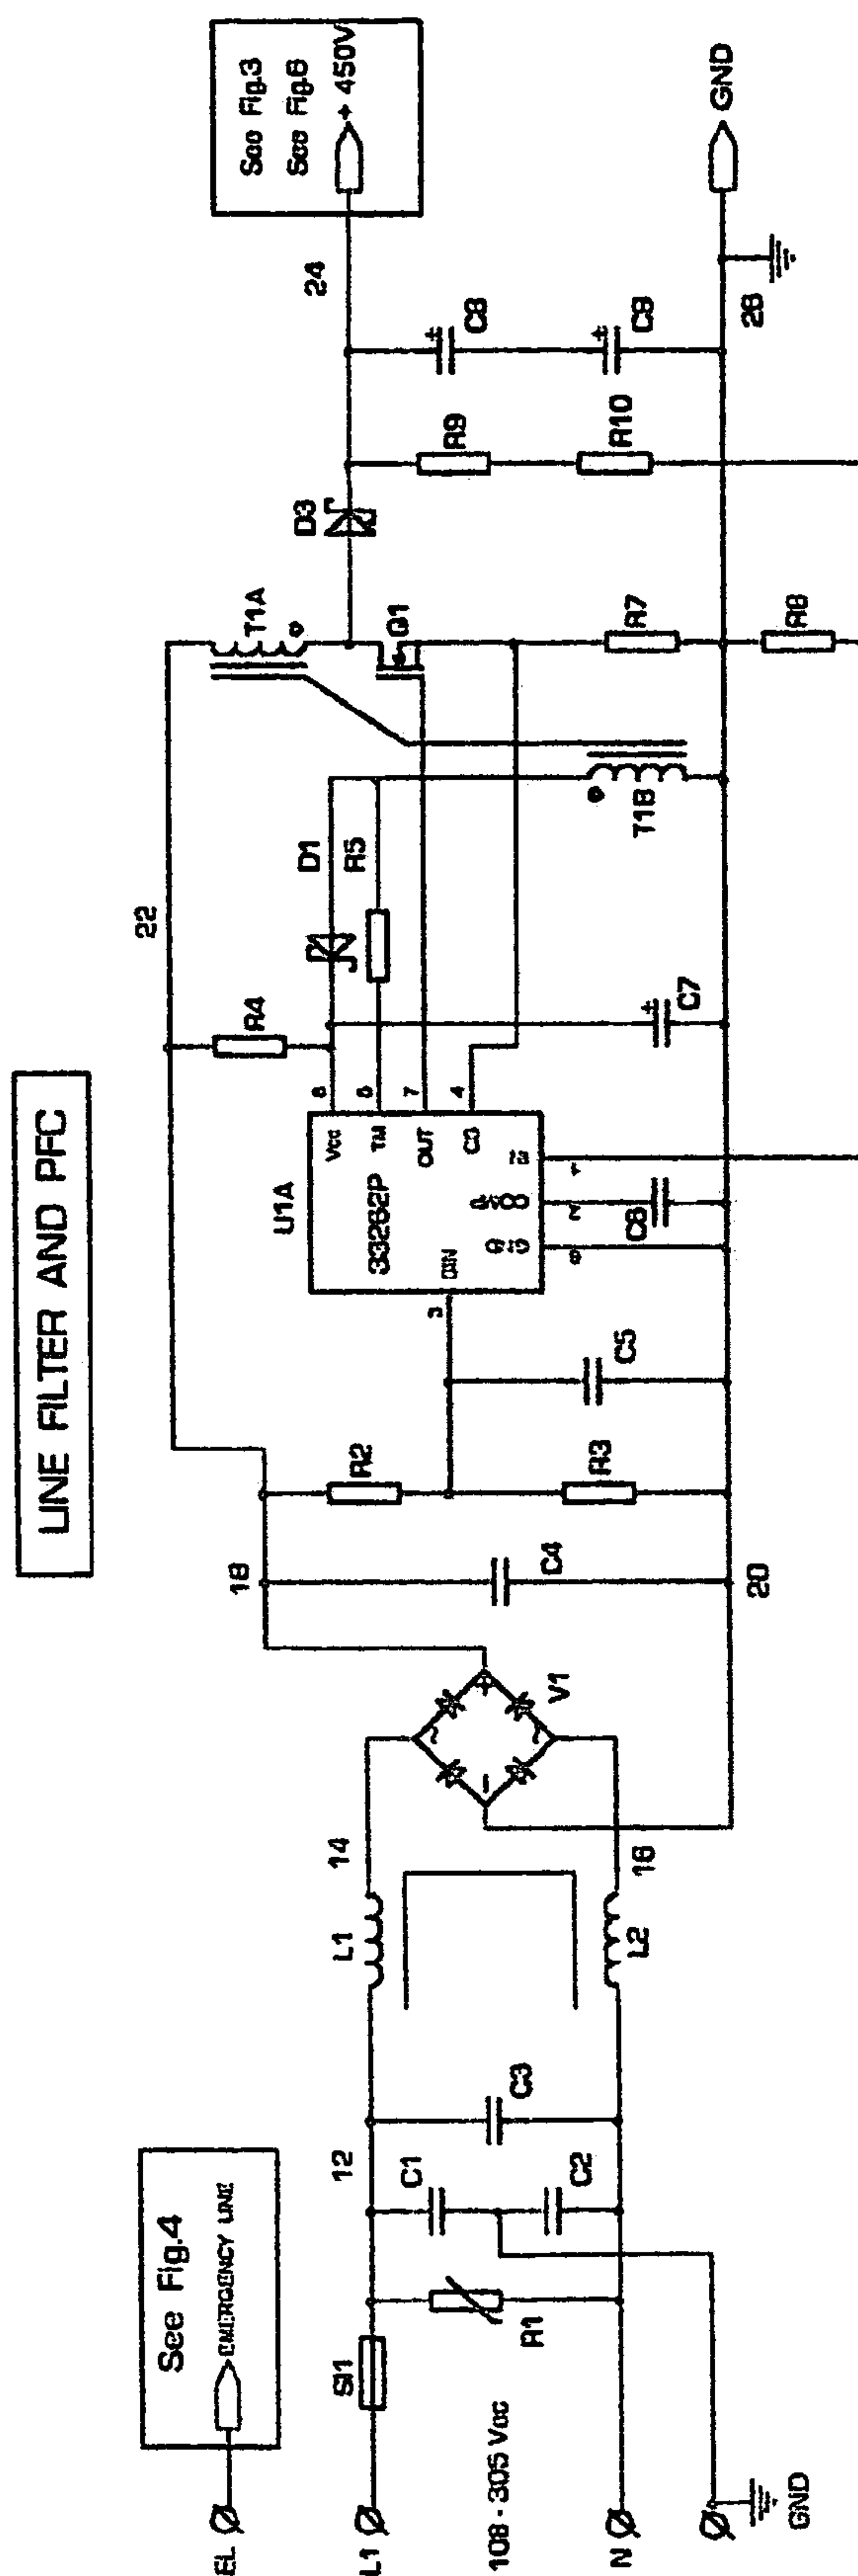 LINE FILTER AND PFC
See Fig.4
EMERGENCY LINE
EL
L1
SI1
108 - 305 Vcc
N
GND
R1
12
C1
C2
C3
L1
L2
14
16
V1
18
20
C4
R2
R3
C5
U1A
33262P
Vcc
TM
OUT
CS
8
5
7
4
3
1
2
6
C6
R4
22
D1
R5
C7
T1A
T1B
Q1
R7
R8
D3
R9
R10
C8
C9
24
26
See Fig.3
See Fig.6
+ 450V
GND